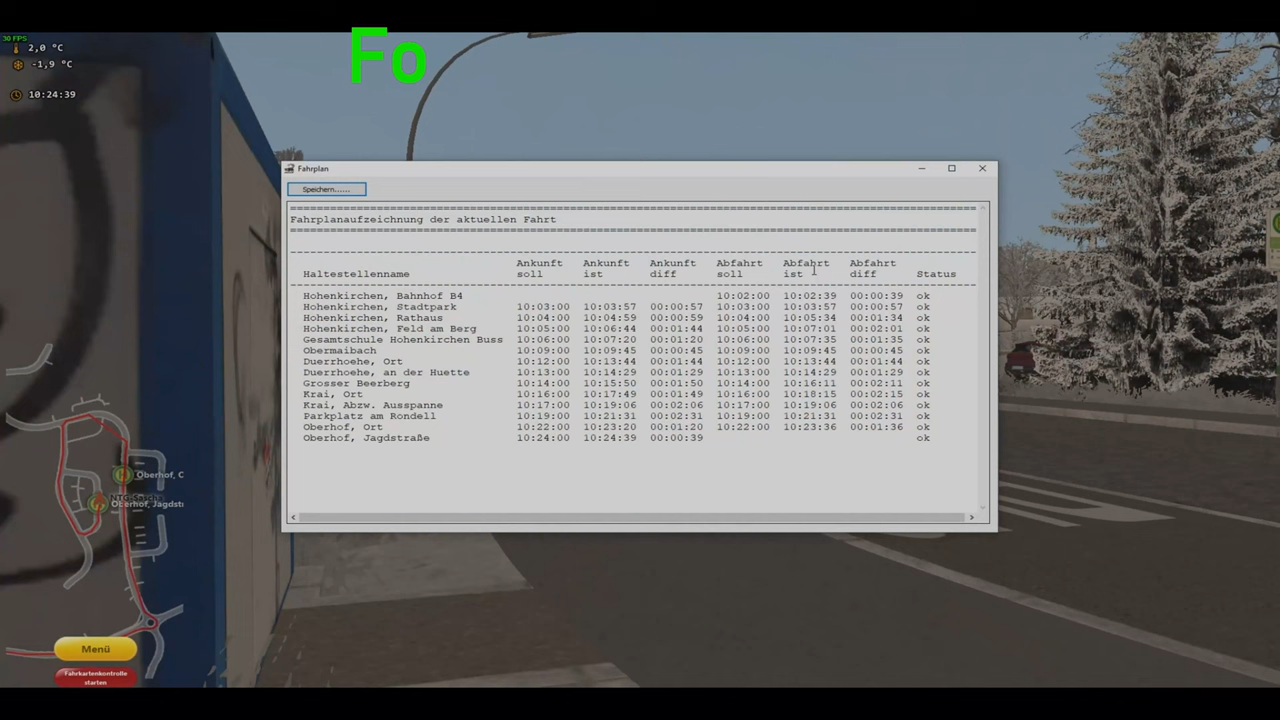 30 FPS
Fo
2,0 °C
-1,9 °C
10:24:39
Fahrplan
Speichern......
Fahrplanaufzeichnung der aktuellen Fahrt
Ankunft Ankunft Ankunft Abfahrt Abfahrt Abfahrt
Haltestellenname soll ist diff soll ist diff Status
Hohenkirchen, Bahnhof B4 10:02:00 10:02:39 00:00:39 ok
Hohenkirchen, Stadtpark 10:03:00 10:03:57 00:00:57 10:03:00 10:03:57 00:00:57 ok
Hohenkirchen, Rathaus 10:04:00 10:04:59 00:00:59 10:04:00 10:05:34 00:01:34 ok
Hohenkirchen, Feld am Berg 10:05:00 10:06:44 00:01:44 10:05:00 10:07:01 00:02:01 ok
Gesamtschule Hohenkirchen Buss 10:06:00 10:07:20 00:01:20 10:06:00 10:07:35 00:01:35 ok
Obermaibach 10:09:00 10:09:45 00:00:45 10:09:00 10:09:45 00:00:45 ok
Duerrhoehe, Ort 10:12:00 10:13:44 00:01:44 10:12:00 10:13:44 00:01:44 ok
Duerrhoehe, an der Huette 10:13:00 10:14:29 00:01:29 10:13:00 10:14:29 00:01:29 ok
Grosser Beerberg 10:14:00 10:15:50 00:01:50 10:14:00 10:16:11 00:02:11 ok
Krai, Ort 10:16:00 10:17:49 00:01:49 10:16:00 10:18:15 00:02:15 ok
Krai, Abzw. Ausspanne 10:17:00 10:19:06 00:02:06 10:17:00 10:19:06 00:02:06 ok
Parkplatz am Rondell 10:19:00 10:21:31 00:02:31 10:19:00 10:21:31 00:02:31 ok
Oberhof, Ort 10:22:00 10:23:20 00:01:20 10:22:00 10:23:36 00:01:36 ok
Oberhof, Jagdstraße 10:24:00 10:24:39 00:00:39 ok
Oberhof, C
Oberhof, Jagdst
Menü
Fahrkartenkontrolle
starten